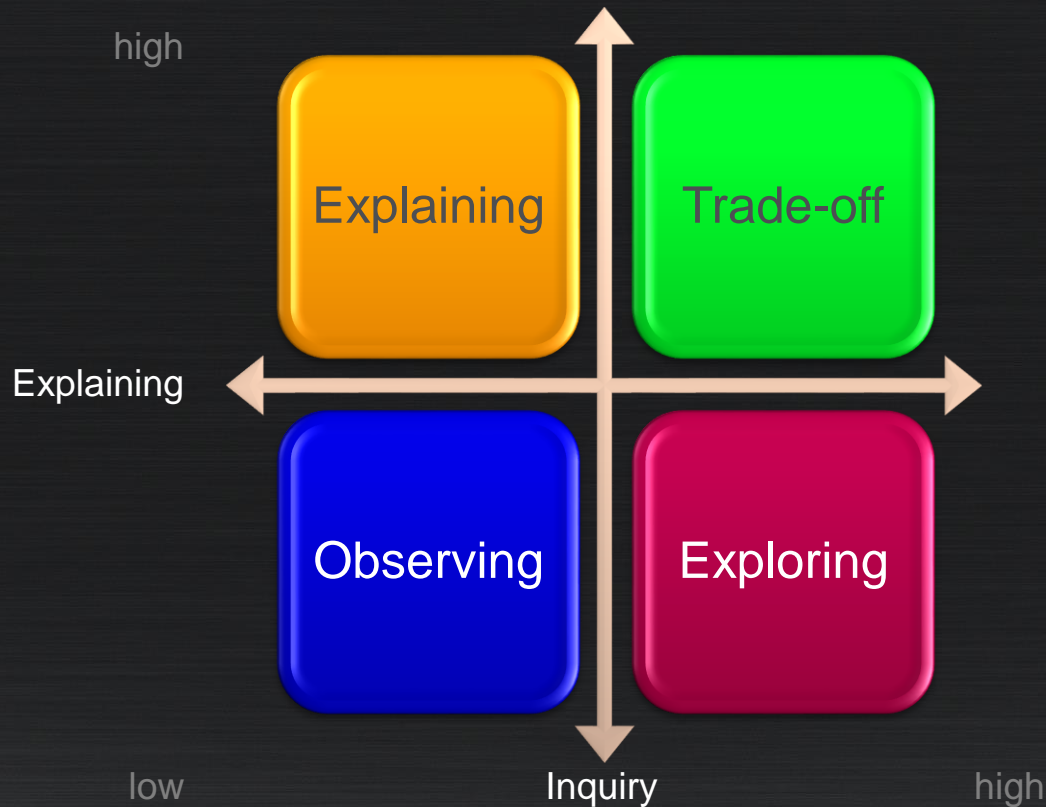 high
Explaining
Trade-off
Explaining
Observing
Exploring
low
Inquiry
high